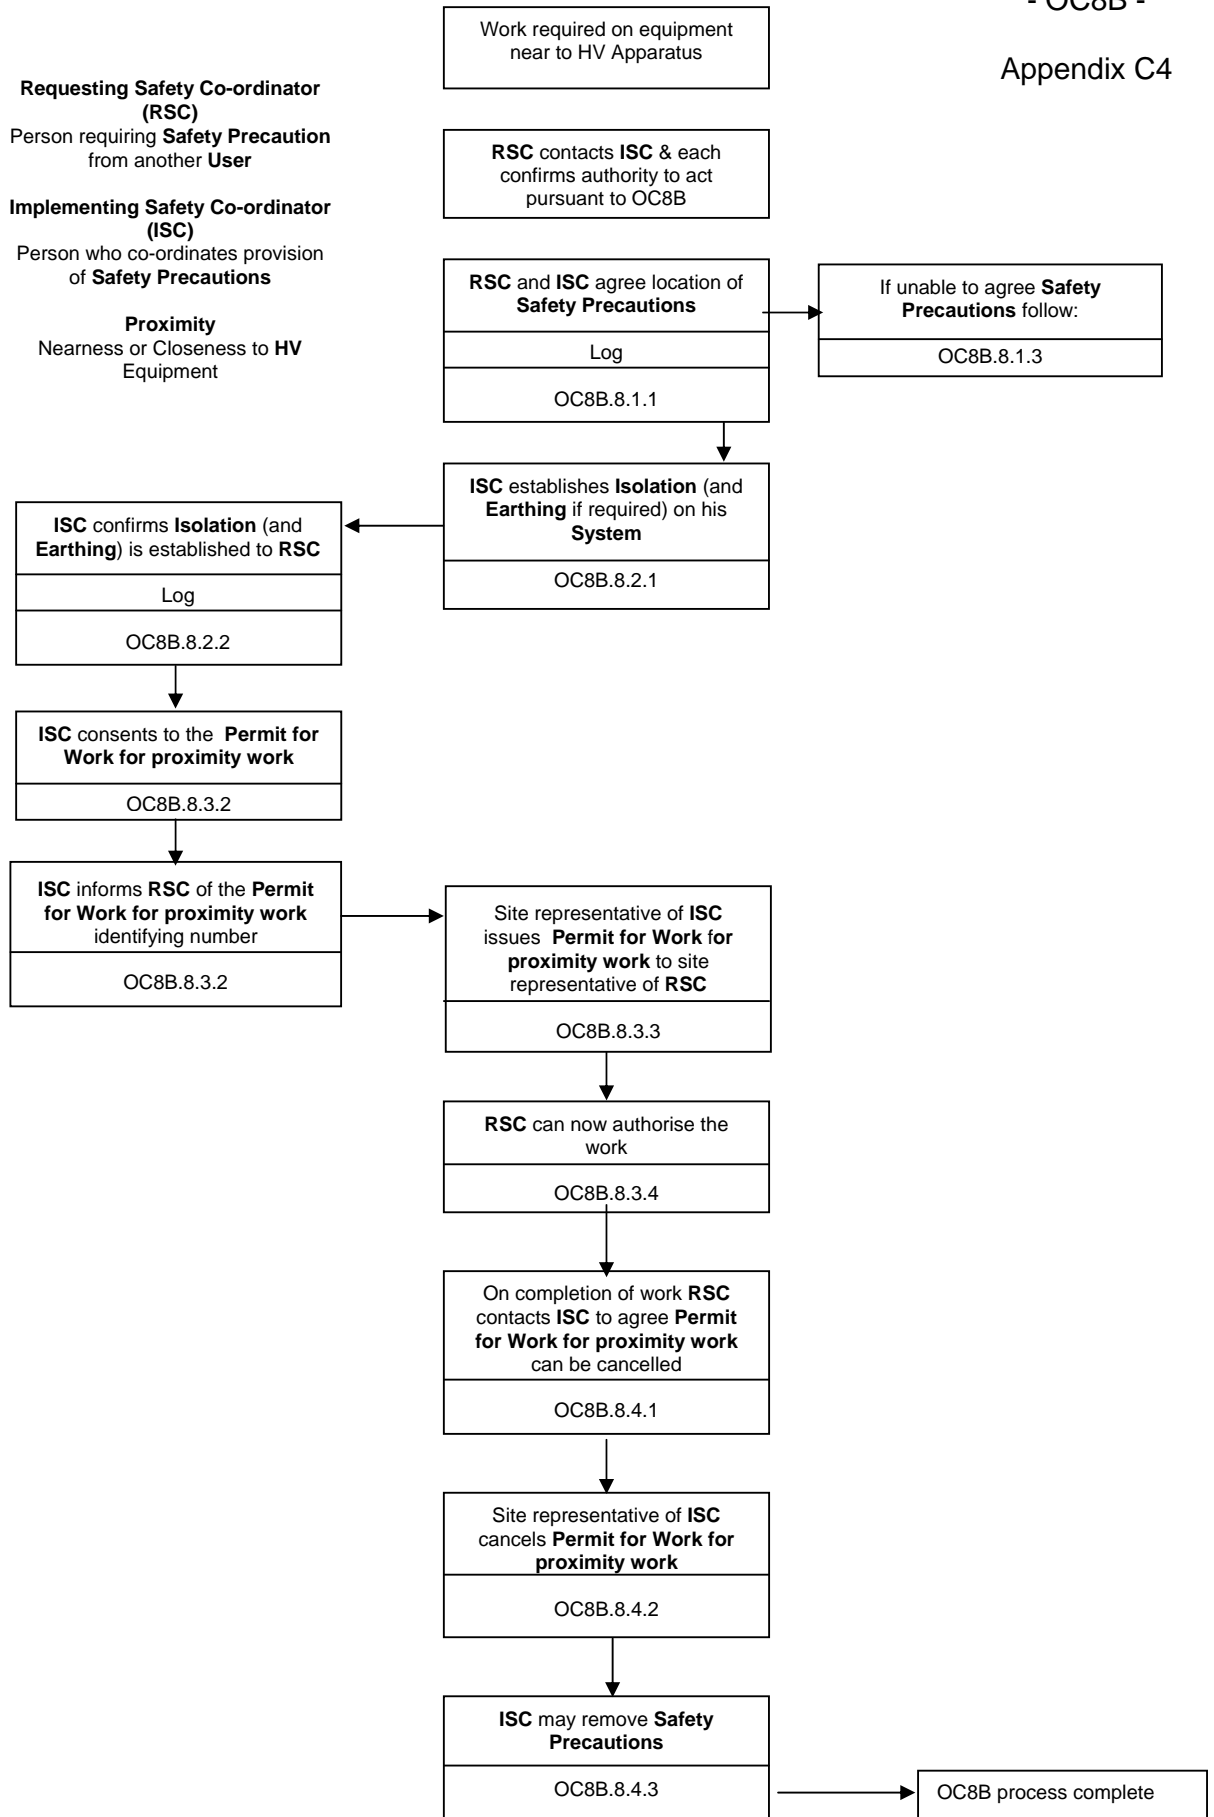 - OC8B -
Appendix C4
Requesting Safety Co-ordinator
(RSC)
Person requiring Safety Precaution
from another User
Implementing Safety Co-ordinator
(ISC)
Person who co-ordinates provision
of Safety Precautions
Proximity
Nearness or Closeness to HV
Equipment
Work required on equipment
near to HV Apparatus
RSC contacts ISC & each
confirms authority to act
pursuant to OC8B
RSC and ISC agree location of
Safety Precautions
Log
OC8B.8.1.1
If unable to agree Safety
Precautions follow:
OC8B.8.1.3
ISC establishes Isolation (and
Earthing if required) on his
System
OC8B.8.2.1
ISC confirms Isolation (and
Earthing) is established to RSC
Log
OC8B.8.2.2
ISC consents to the Permit for
Work for proximity work
OC8B.8.3.2
ISC informs RSC of the Permit
for Work for proximity work
identifying number
OC8B.8.3.2
Site representative of ISC
issues Permit for Work for
proximity work to site
representative of RSC
OC8B.8.3.3
RSC can now authorise the
work
OC8B.8.3.4
On completion of work RSC
contacts ISC to agree Permit
for Work for proximity work
can be cancelled
OC8B.8.4.1
Site representative of ISC
cancels Permit for Work for
proximity work
OC8B.8.4.2
ISC may remove Safety
Precautions
OC8B.8.4.3
OC8B process complete